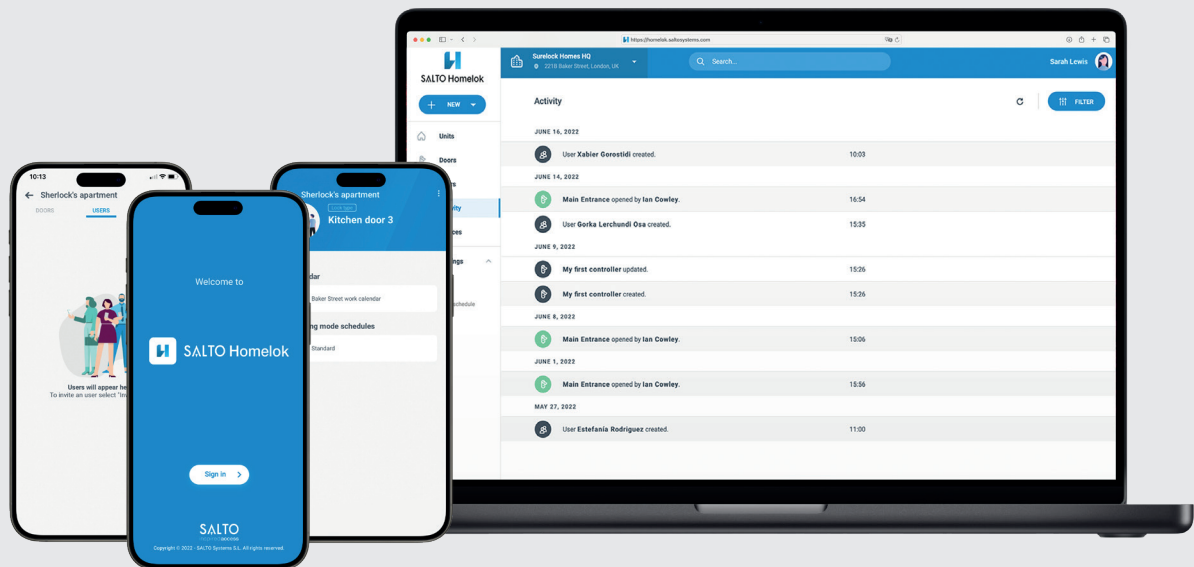 https://homelok.saltosystems.com
SALTO Homelok
Surelock Homes HQ
221B Baker Street, London, UK
Search...
Sarah Lewis
+ NEW
Activity
FILTER
Units
Doors
JUNE 16, 2022
User Xabier Gorostidi created. 10:03
JUNE 14, 2022
Main Entrance opened by Ian Cowley. 16:54
User Gorka Lerchundi Osa created. 15:35
JUNE 9, 2022
My first controller updated. 15:26
My first controller created. 15:26
JUNE 8, 2022
Main Entrance opened by Ian Cowley. 15:06
JUNE 1, 2022
Main Entrance opened by Ian Cowley. 15:56
MAY 27, 2022
User Estefanía Rodriguez created. 11:00
schedule
10:13
Sherlock's apartment
DOORS USERS
Users will appear he
To invite an user select "Inv
Welcome to
SALTO Homelok
Sign in
SALTO
Copyright © 2022 - SALTO Systems S.L. All rights reserved
Sherlock's apartment
Kitchen door 3
dar
Baker Street work calendar
ng mode schedules
Standard